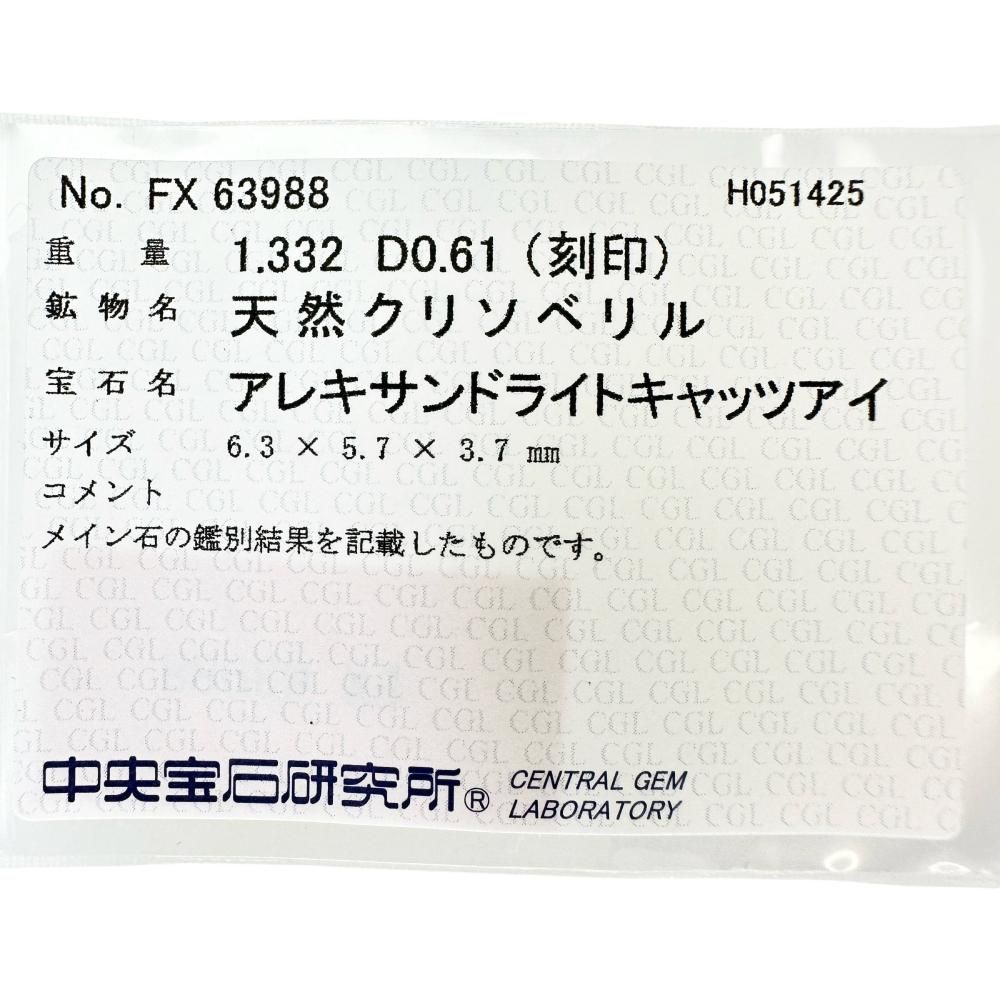 No. FX 63988 H051425
重量 1.332 D0.61 (刻印)
鉱物名 天然クリソベリル
宝石名 アレキサンドライトキャッツアイ
サイズ 6.3 × 5.7 × 3.7 mm
コメント
メイン石の鑑別結果を記載したものです。
中央宝石研究所® CENTRAL GEM
LABORATORY